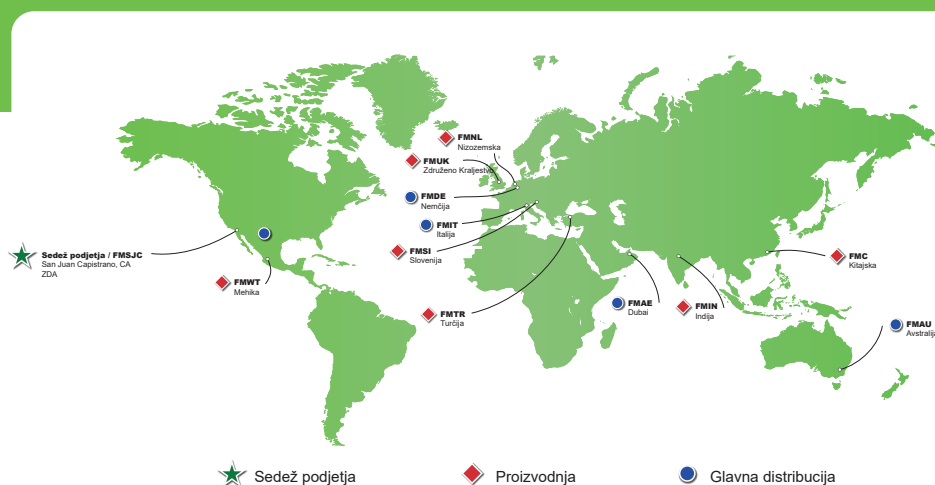 FMNL
Nizozemska
FMUK
Združeno Kraljestvo
FMDE
Nemčija
FMIT
Italija
FMSI
Slovenija
Sedež podjetja / FMSJC
San Juan Capistrano, CA
ZDA
FMWT
Mehika
FMTR
Turčija
FMAE
Dubai
FMIN
Indija
FMC
Kitajska
FMAU
Avstralija
Sedež podjetja
Proizvodnja
Glavna distribucija